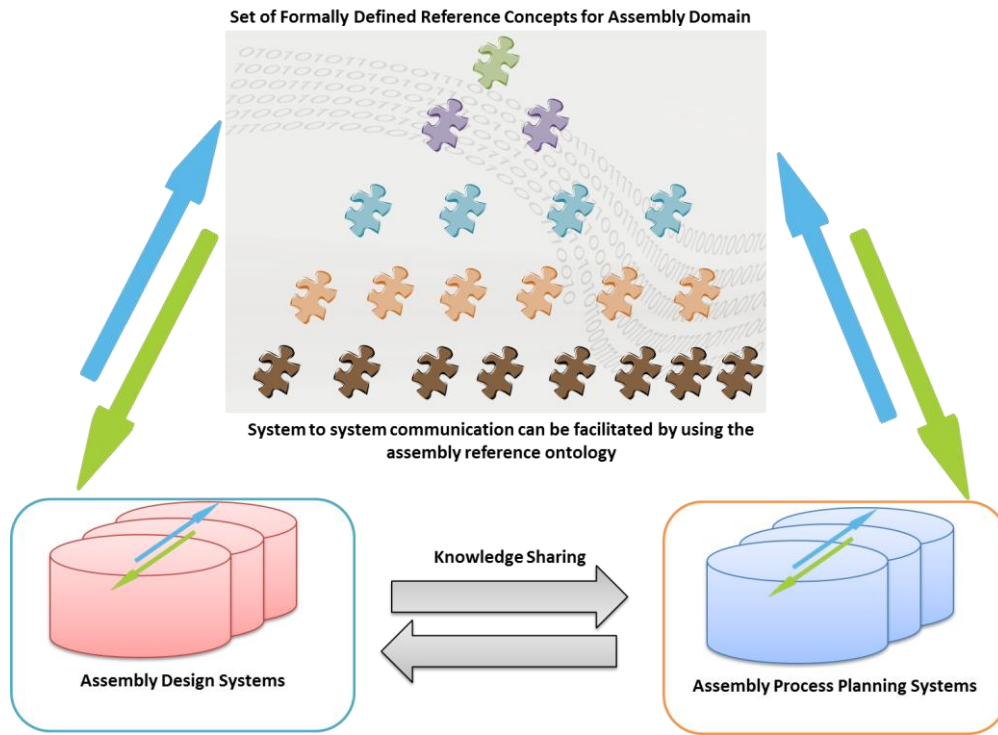 Set of Formally Defined Reference Concepts for Assembly Domain
System to system communication can be facilitated by using the
assembly reference ontology
Knowledge Sharing
Assembly Design Systems
Assembly Process Planning Systems